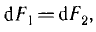 dF₁ = dF₂,